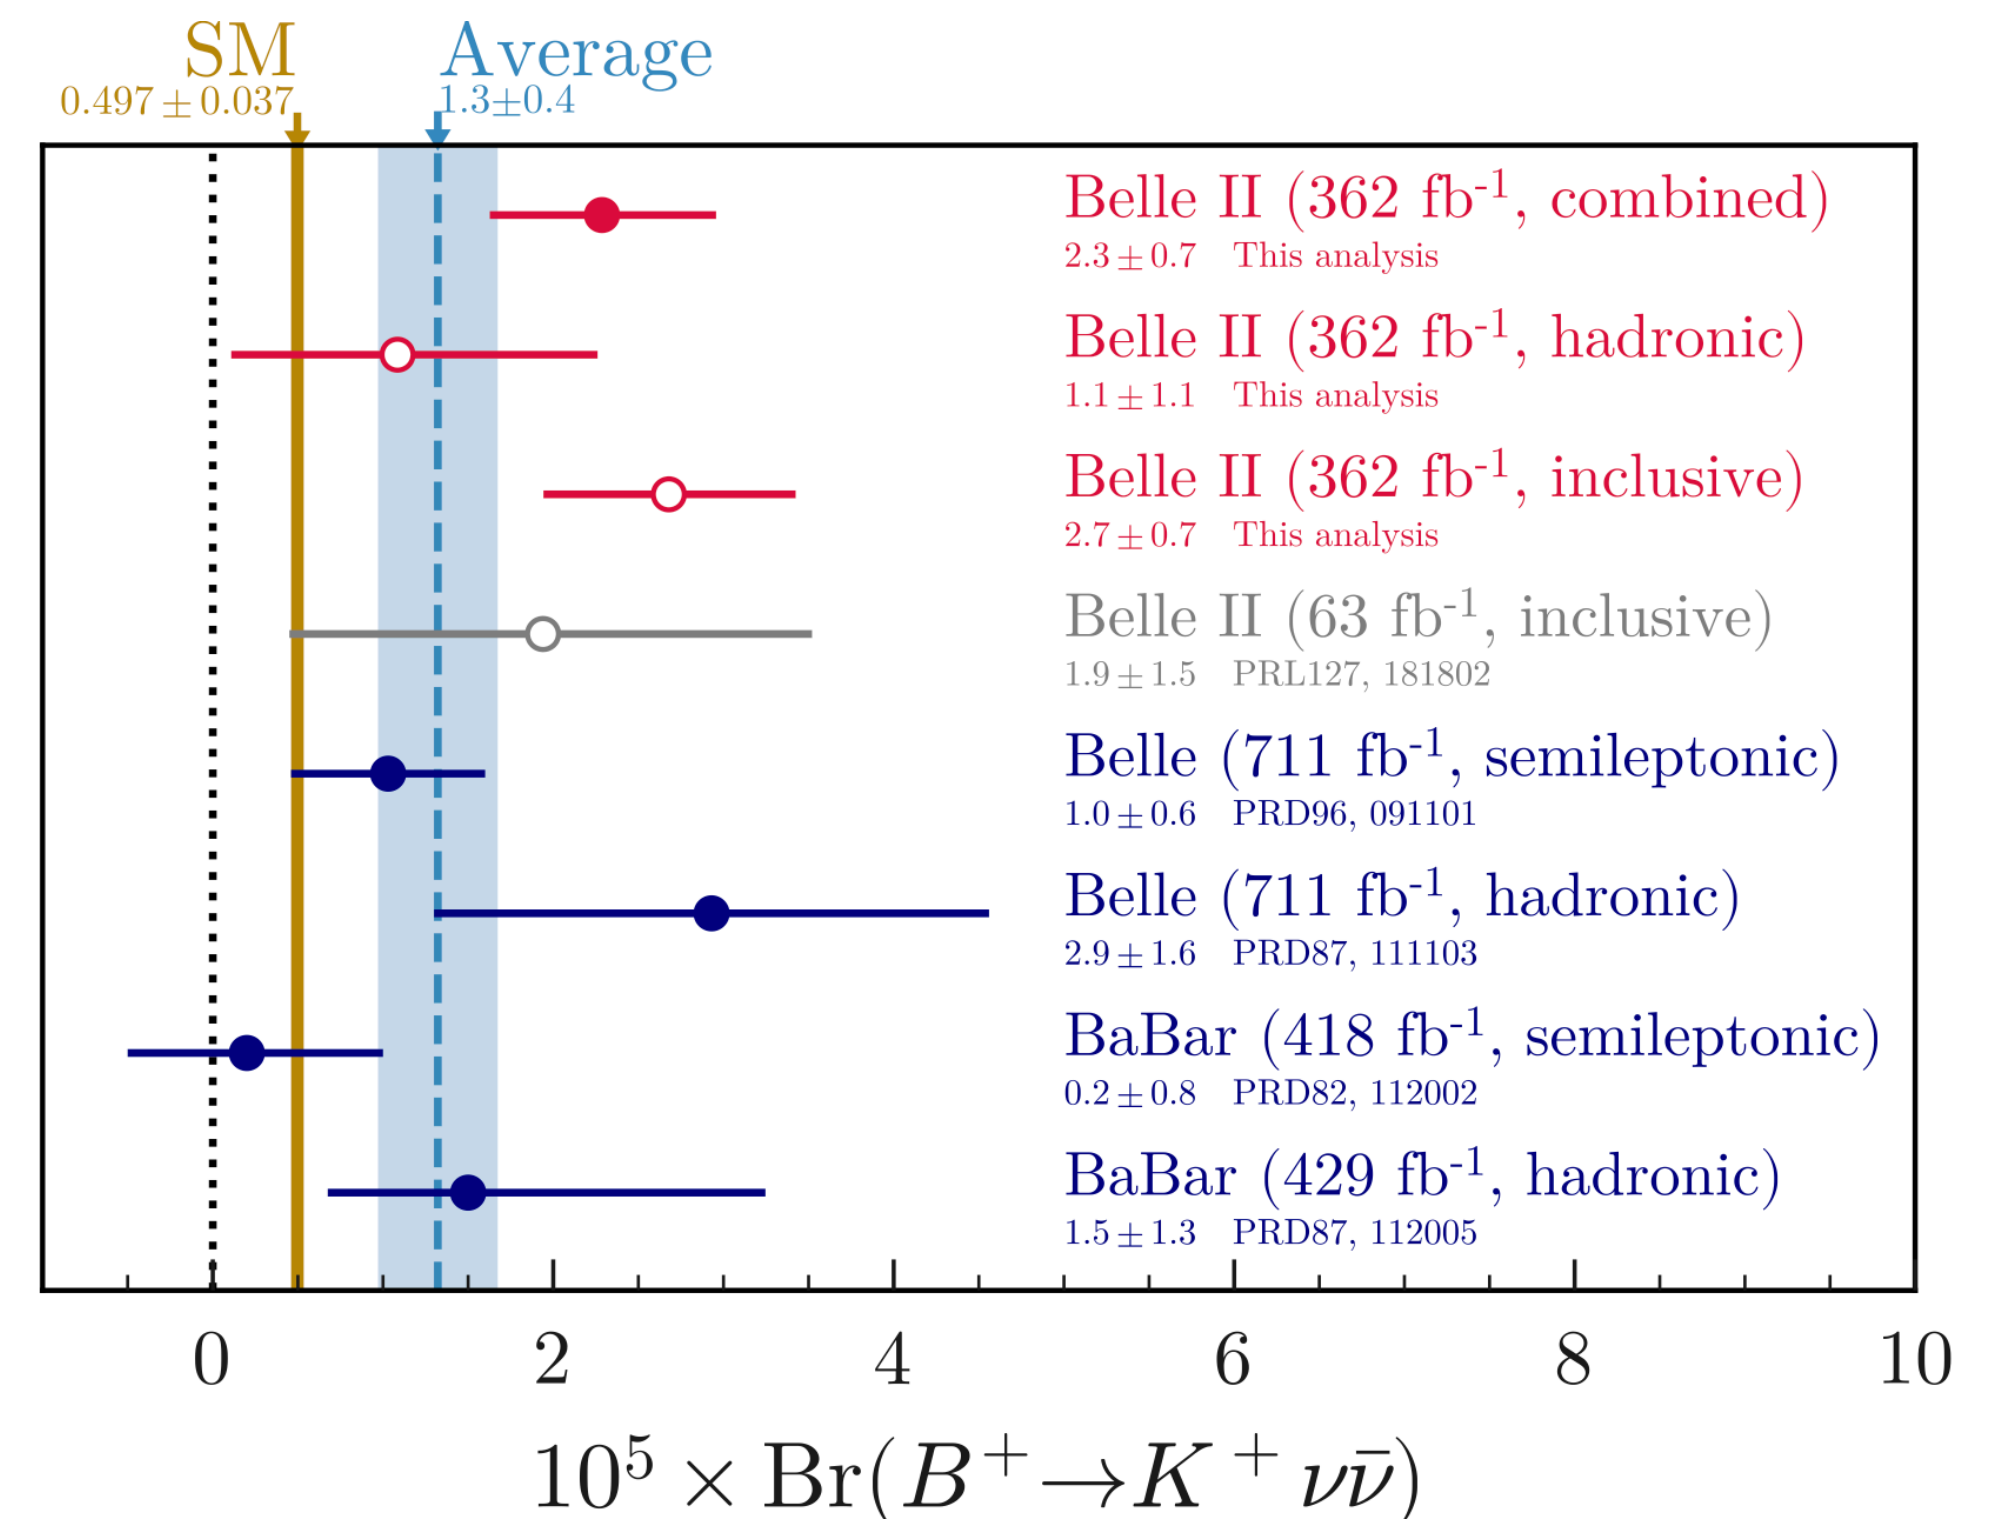 SM
0.497 ± 0.037
Average
1.3±0.4
Belle II (362 fb⁻¹, combined)
2.3 ± 0.7 This analysis
Belle II (362 fb⁻¹, hadronic)
1.1 ± 1.1 This analysis
Belle II (362 fb⁻¹, inclusive)
2.7 ± 0.7 This analysis
Belle II (63 fb⁻¹, inclusive)
1.9 ± 1.5 PRL127, 181802
Belle (711 fb⁻¹, semileptonic)
1.0 ± 0.6 PRD96, 091101
Belle (711 fb⁻¹, hadronic)
2.9 ± 1.6 PRD87, 111103
BaBar (418 fb⁻¹, semileptonic)
0.2 ± 0.8 PRD82, 112002
BaBar (429 fb⁻¹, hadronic)
1.5 ± 1.3 PRD87, 112005
0 2 4 6 8 10
10⁵ × Br(B⁺→K⁺νν̄)